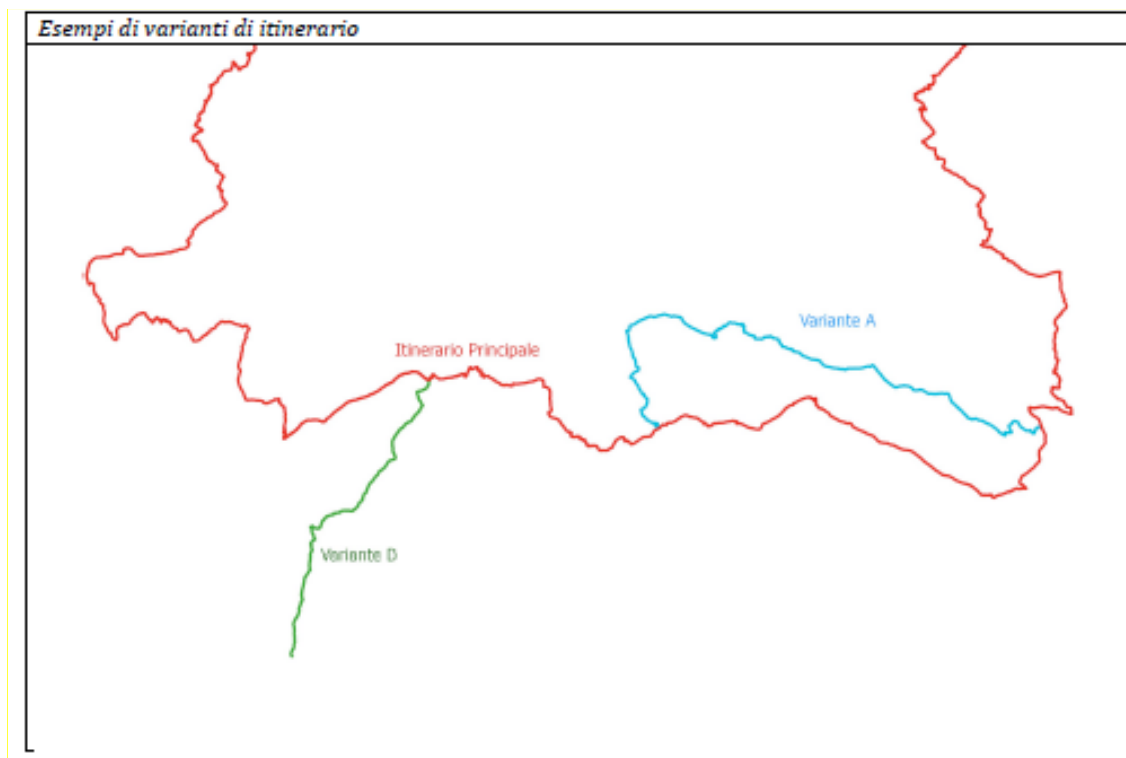 Esempi di varianti di itinerario
Variante A
Itinerario Principale
Variante D